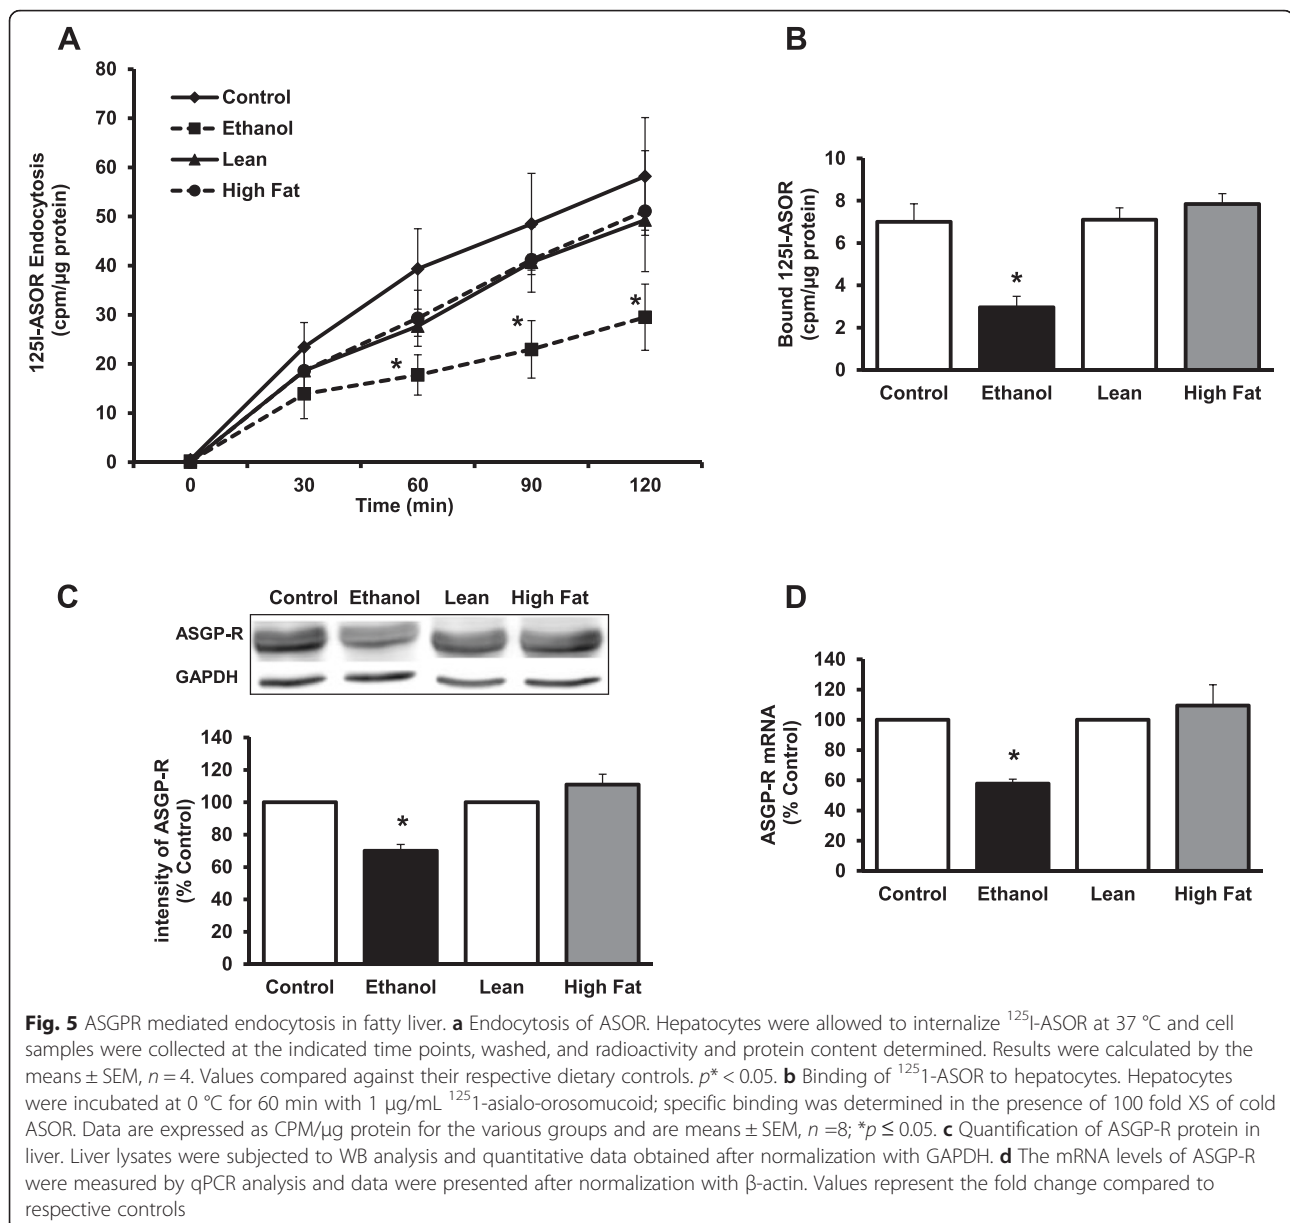 A
80
70
60
50
40
30
20
10
0
125I-ASOR Endocytosis
(cpm/µg protein)
Control
Ethanol
Lean
High Fat
*
*
*
0 30 60 90 120
Time (min)
B
10
8
6
4
2
0
Bound 125I-ASOR
(cpm/µg protein)
*
Control Ethanol Lean High Fat
C
Control Ethanol Lean High Fat
ASGP-R
GAPDH
140
120
100
80
60
40
20
0
intensity of ASGP-R
(% Control)
*
Control Ethanol Lean High Fat
D
140
120
100
80
60
40
20
0
ASGP-R mRNA
(% Control)
*
Control Ethanol Lean High Fat
Fig. 5 ASGPR mediated endocytosis in fatty liver. a Endocytosis of ASOR. Hepatocytes were allowed to internalize ¹²⁵I-ASOR at 37 °C and cell
samples were collected at the indicated time points, washed, and radioactivity and protein content determined. Results were calculated by the
means ± SEM, n = 4. Values compared against their respective dietary controls. p* < 0.05. b Binding of ¹²⁵1-ASOR to hepatocytes. Hepatocytes
were incubated at 0 °C for 60 min with 1 µg/mL ¹²⁵1-asialo-orosomucoid; specific binding was determined in the presence of 100 fold XS of cold
ASOR. Data are expressed as CPM/µg protein for the various groups and are means ± SEM, n =8; *p ≤ 0.05. c Quantification of ASGP-R protein in
liver. Liver lysates were subjected to WB analysis and quantitative data obtained after normalization with GAPDH. d The mRNA levels of ASGP-R
were measured by qPCR analysis and data were presented after normalization with β-actin. Values represent the fold change compared to
respective controls